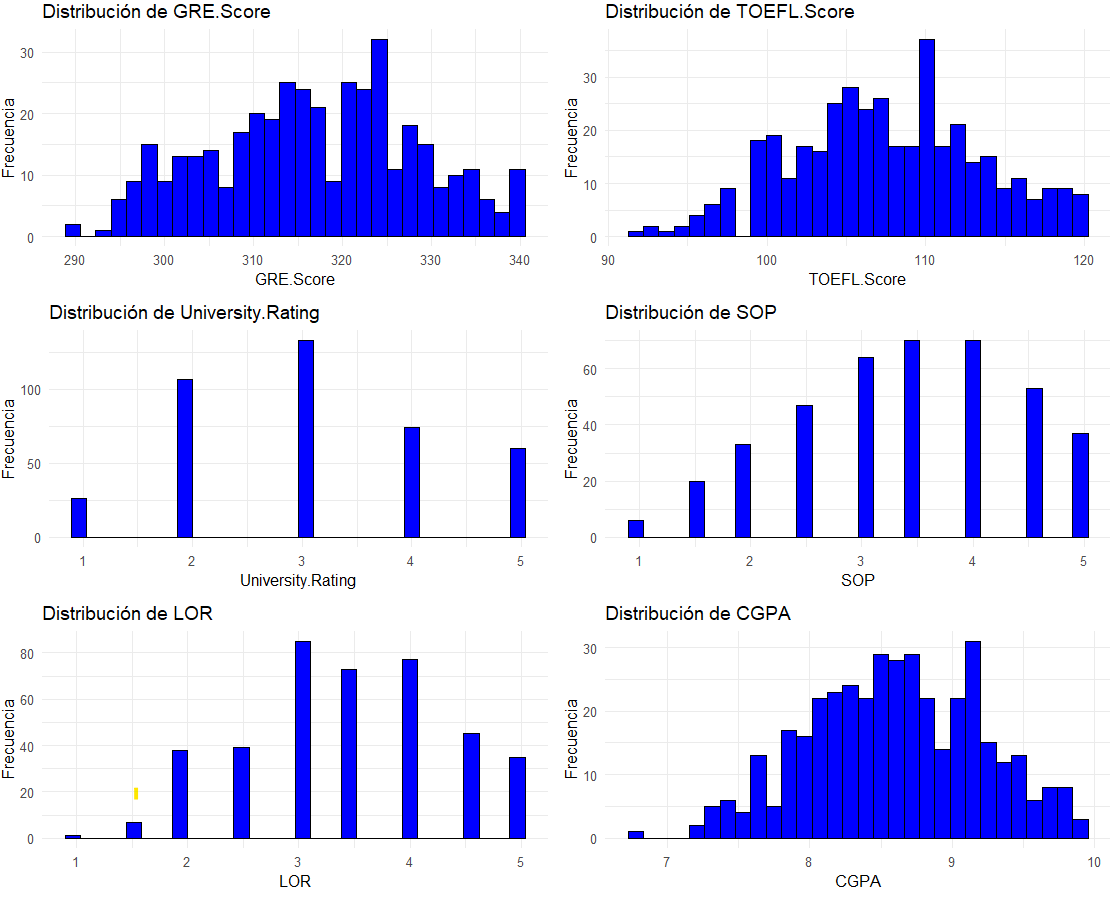 Distribución de GRE.Score
Frecuencia
30
20
10
0
290 300 310 320 330 340
GRE.Score
Distribución de TOEFL.Score
Frecuencia
30
20
10
0
90 100 110 120
TOEFL.Score
Distribución de University.Rating
Frecuencia
100
50
0
1 2 3 4 5
University.Rating
Distribución de SOP
Frecuencia
60
40
20
0
1 2 3 4 5
SOP
Distribución de LOR
Frecuencia
80
60
40
20
0
1 2 3 4 5
LOR
Distribución de CGPA
Frecuencia
30
20
10
0
7 8 9 10
CGPA